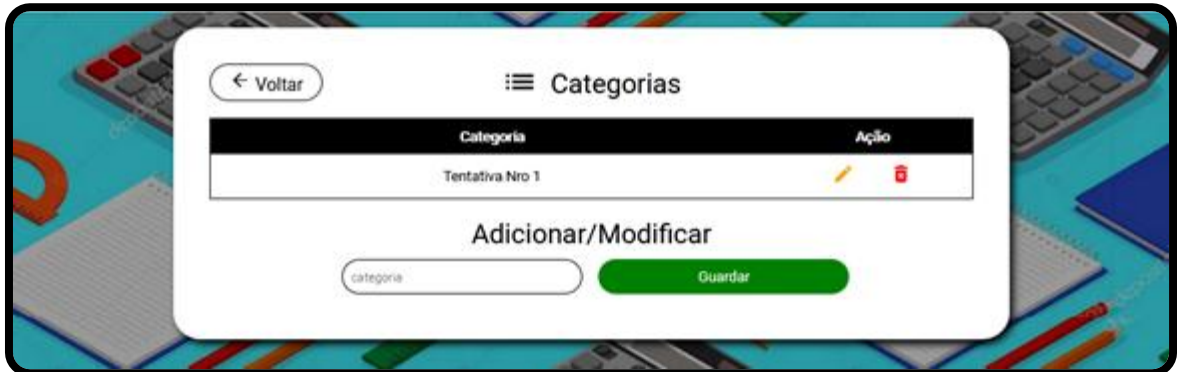 Voltar
Categorias
Categoria Ação
Tentativa Nro 1
Adicionar/Modificar
categoria Guardar